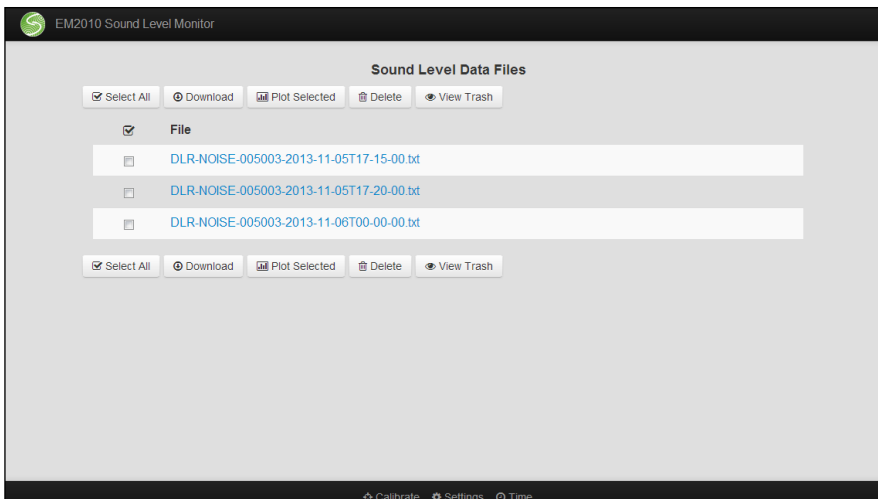 EM2010 Sound Level Monitor
Sound Level Data Files
Select All Download Plot Selected Delete View Trash
File
DLR-NOISE-005003-2013-11-05T17-15-00.txt
DLR-NOISE-005003-2013-11-05T17-20-00.txt
DLR-NOISE-005003-2013-11-06T00-00-00.txt
Select All Download Plot Selected Delete View Trash
Calibrate Settings Time